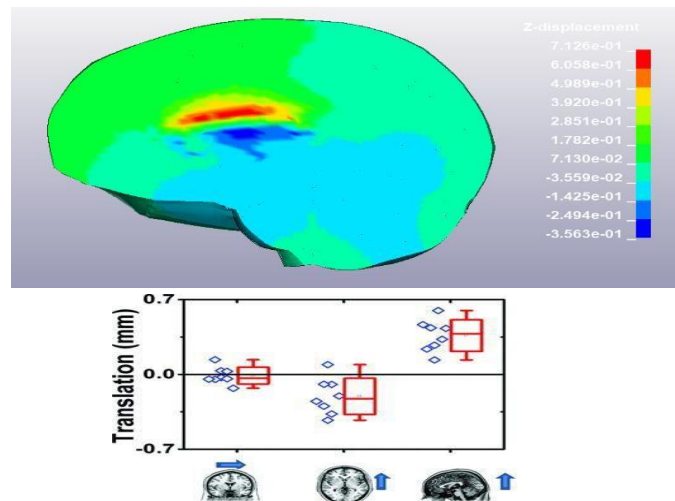 Z-displacement
7.126e-01
6.058e-01
4.989e-01
3.920e-01
2.851e-01
1.782e-01
7.130e-02
-3.559e-02
-1.425e-01
-2.494e-01
-3.563e-01
0.7
0.0
-0.7
Translation (mm)